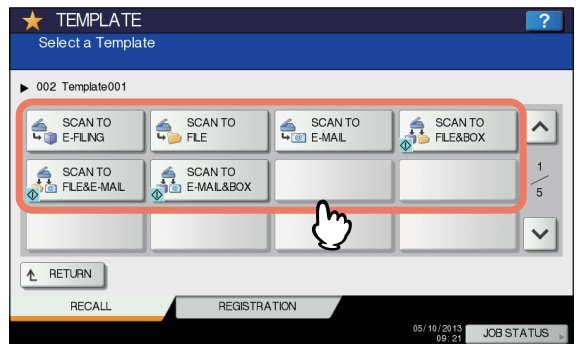 TEMPLATE
?
Select a Template
002 Template001
SCAN TO
E-FILING
SCAN TO
FILE
SCAN TO
E-MAIL
SCAN TO
FILE&BOX
SCAN TO
FILE&E-MAIL
SCAN TO
E-MAIL&BOX
1
5
RETURN
RECALL
REGISTRATION
05/10/2013
09:21
JOB STATUS